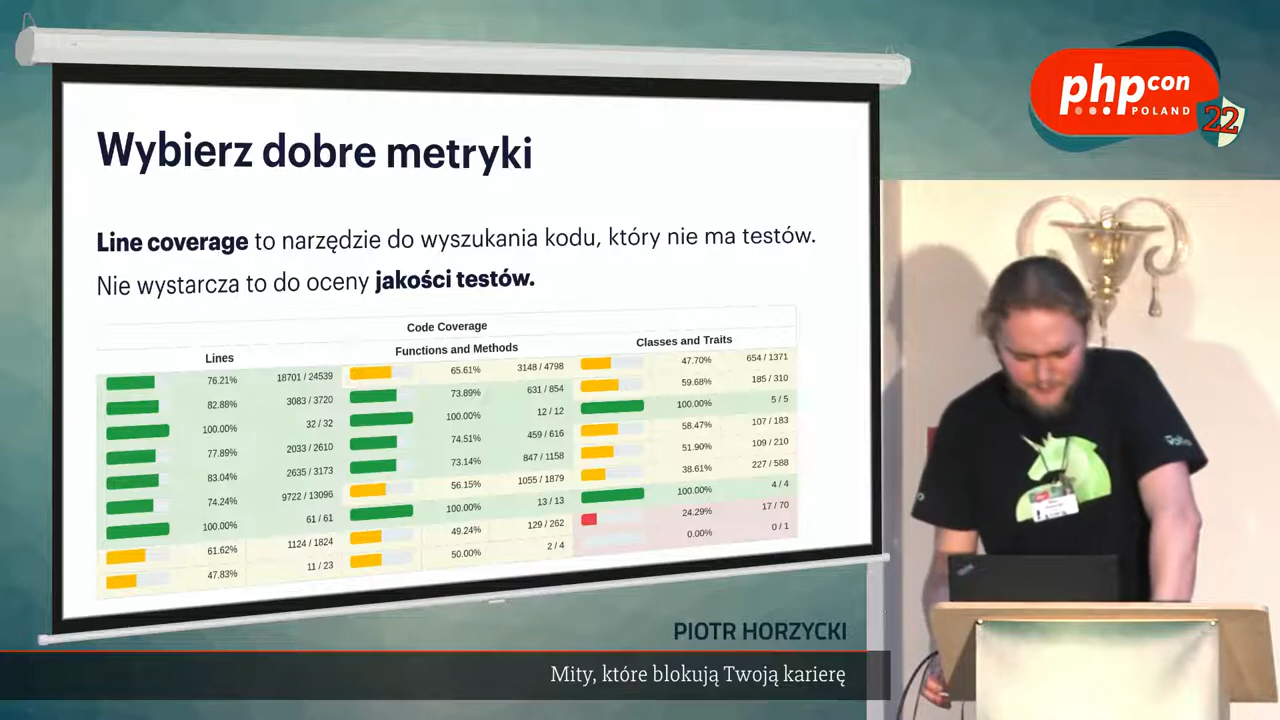 php con
POLAND
22
Wybierz dobre metryki
Line coverage to narzędzie do wyszukania kodu, który nie ma testów.
Nie wystarcza to do oceny jakości testów.
Code Coverage
Lines Functions and Methods Classes and Traits
76.21% 18701 / 24539 65.61% 3148 / 4798 47.70% 654 / 1371
82.88% 3083 / 3720 73.89% 631 / 854 59.68% 185 / 310
100.00% 32 / 32 100.00% 12 / 12 100.00% 5 / 5
77.89% 2033 / 2610 74.51% 459 / 616 58.47% 107 / 183
83.04% 2635 / 3173 73.14% 847 / 1158 51.90% 109 / 210
74.24% 9722 / 13096 56.15% 1055 / 1879 38.61% 227 / 588
100.00% 61 / 61 100.00% 13 / 13 100.00% 4 / 4
61.62% 1124 / 1824 49.24% 129 / 262 24.29% 17 / 70
47.83% 11 / 23 50.00% 2 / 4 0.00% 0 / 1
PIOTR HORZYCKI
Mity, które blokują Twoją karierę